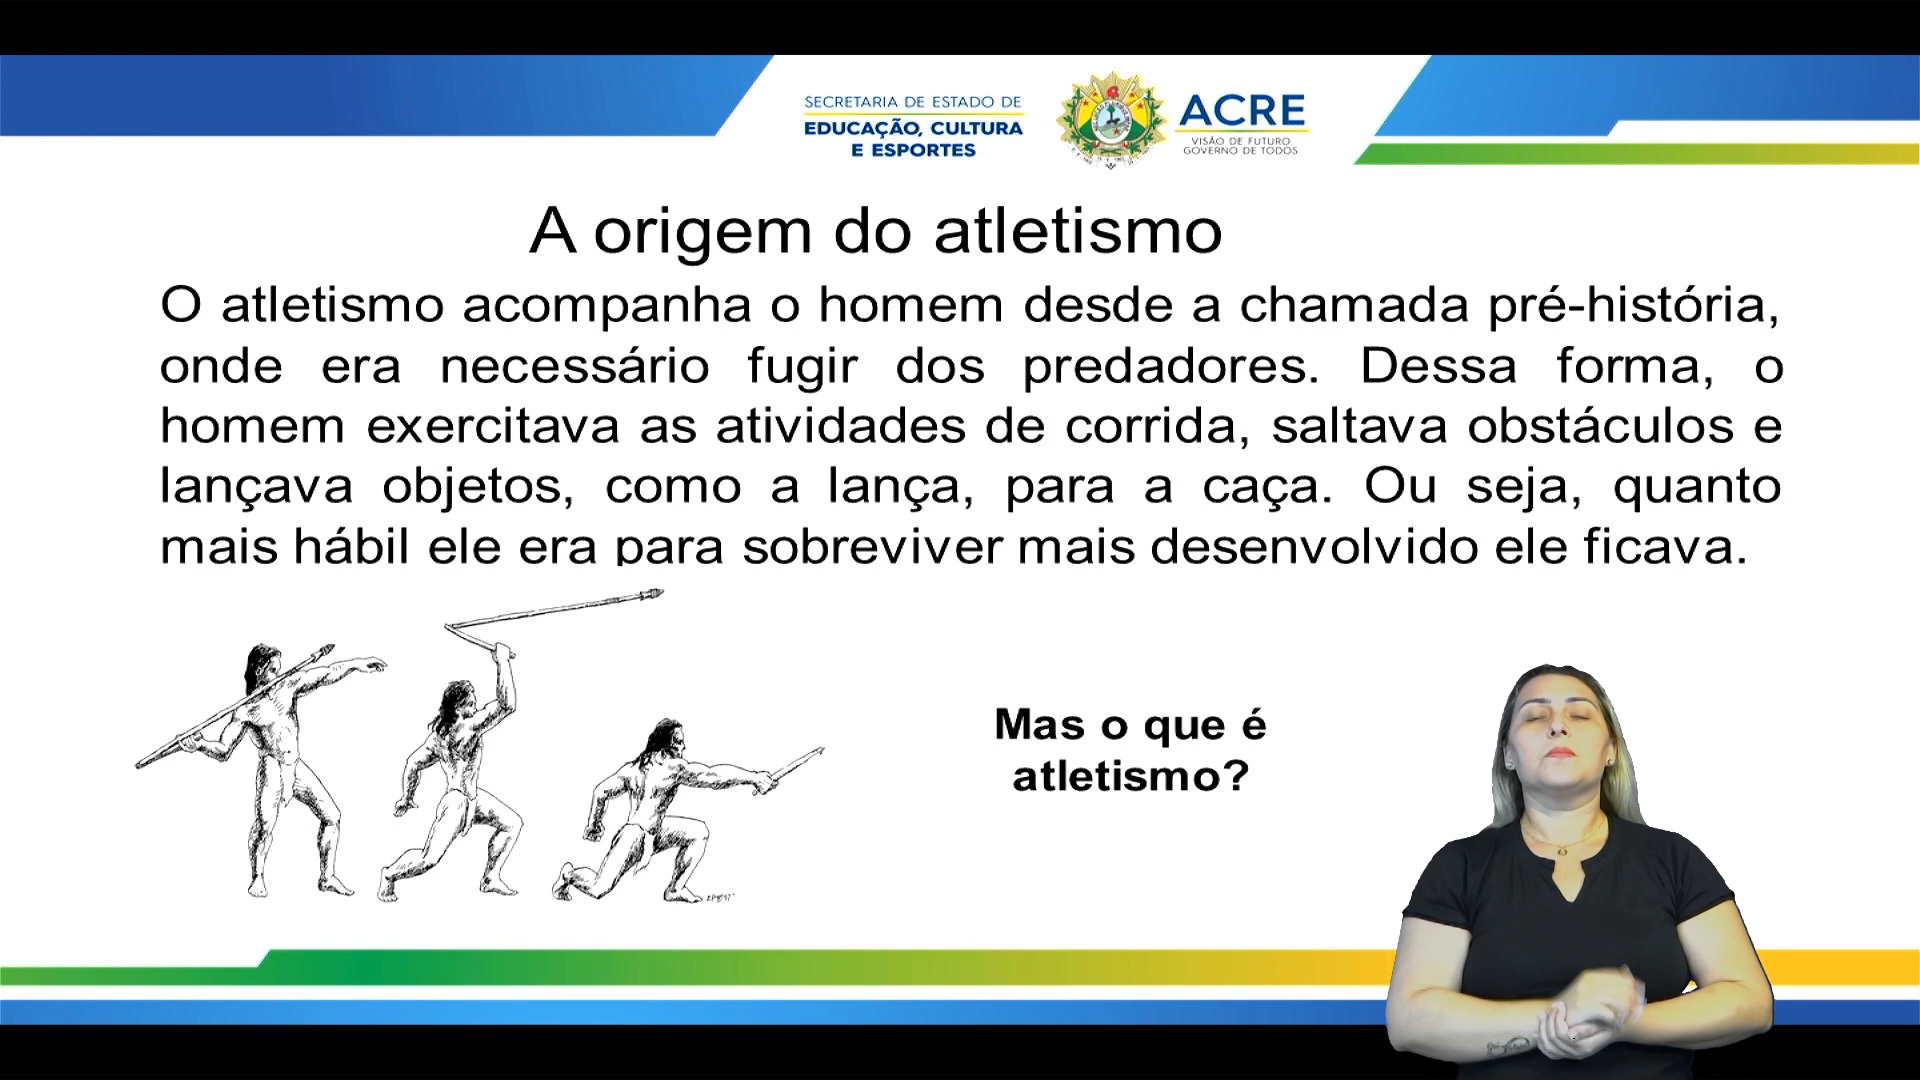 SECRETARIA DE ESTADO DE
EDUCAÇÃO, CULTURA
E ESPORTES
ACRE
VISÃO DE FUTURO
GOVERNO DE TODOS
A origem do atletismo
O atletismo acompanha o homem desde a chamada pré-história,
onde era necessário fugir dos predadores. Dessa forma, o
homem exercitava as atividades de corrida, saltava obstáculos e
lançava objetos, como a lança, para a caça. Ou seja, quanto
mais hábil ele era para sobreviver mais desenvolvido ele ficava.
Mas o que é
atletismo?